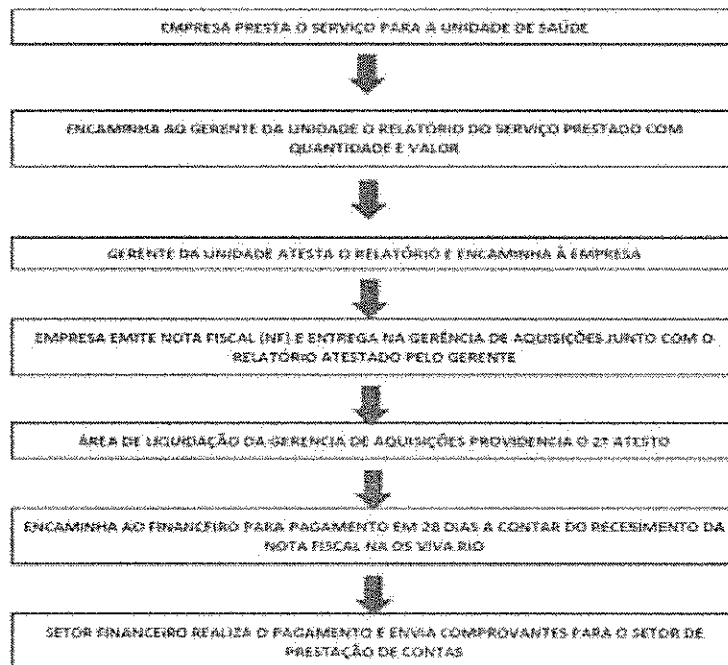 EMPRESA PRESTA O SERVIÇO PARA A UNIDADE DE SAÚDE
ENCAMINHA AO GERENTE DA UNIDADE O RELATÓRIO DO SERVIÇO PRESTADO COM
QUANTIDADE E VALOR
GERENTE DA UNIDADE ATESTA O RELATÓRIO E ENCAMINHA À EMPRESA
EMPRESA EMITE NOTA FISCAL (NF) E ENTREGA NA GERÊNCIA DE AQUISIÇÕES JUNTO COM O
RELATÓRIO ATESTADO PELO GERENTE
ÁREA DE LIQUIDAÇÃO DA GERENCIA DE AQUISIÇÕES PROVIDENCIA O 2º ATESTO
ENCAMINHA AO FINANCEIRO PARA PAGAMENTO EM 28 DIAS A CONTAR DO RECEBIMENTO DA
NOTA FISCAL NA OS VIVA RIO
SETOR FINANCEIRO REALIZA O PAGAMENTO E ENVIA COMPROVANTES PARA O SETOR DE
PRESTAÇÃO DE CONTAS